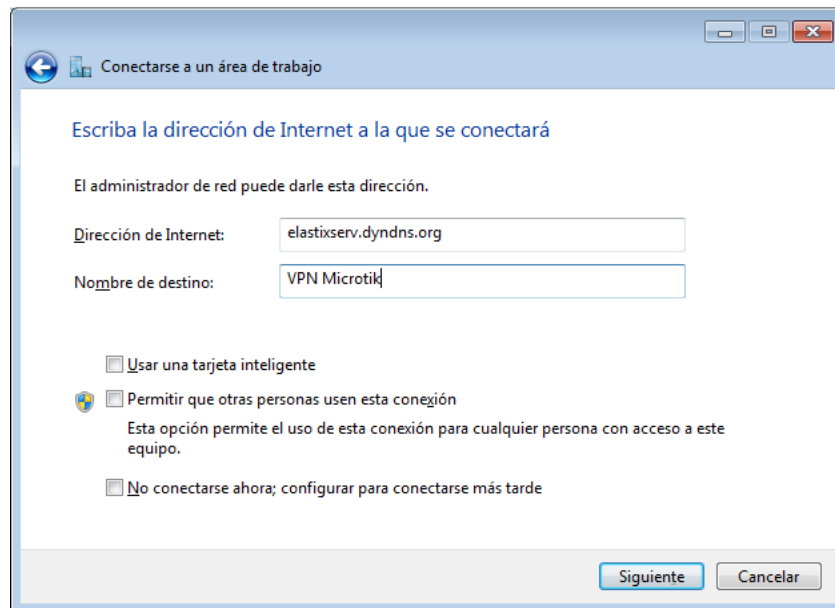 Conectarse a un área de trabajo
Escriba la dirección de Internet a la que se conectará
El administrador de red puede darle esta dirección.
Dirección de Internet: elastixserv.dyndns.org
Nombre de destino: VPN Microtik
Usar una tarjeta inteligente
Permitir que otras personas usen esta conexión
Esta opción permite el uso de esta conexión para cualquier persona con acceso a este
equipo.
No conectarse ahora; configurar para conectarse más tarde
Siguiente Cancelar